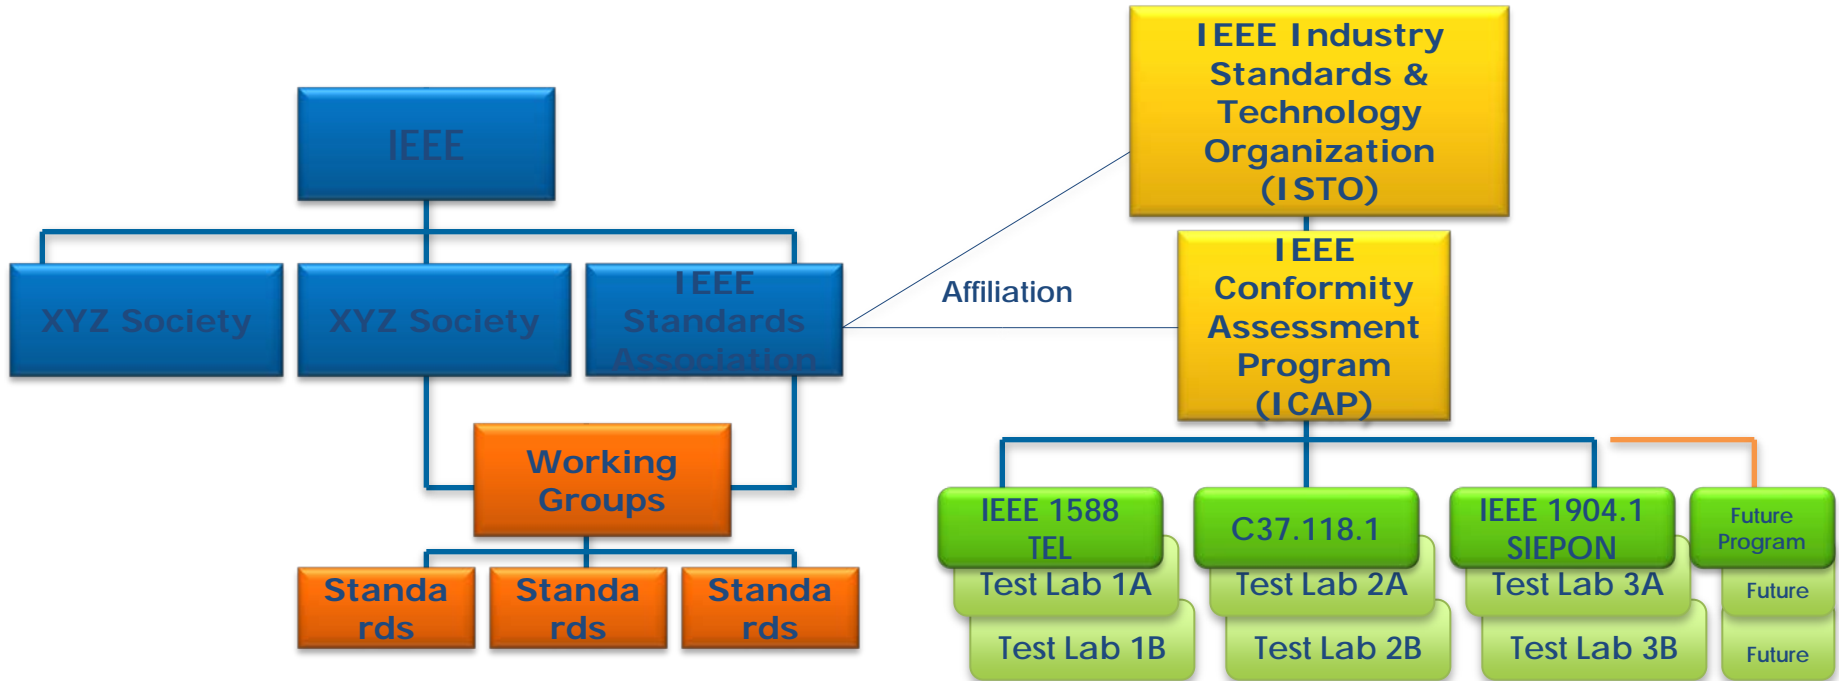 IEEE
XYZ Society
XYZ Society
IEEE
Standards
Association
Working
Groups
Standa
rds
Standa
rds
Standa
rds
Affiliation
IEEE Industry
Standards &
Technology
Organization
(ISTO)
IEEE
Conformity
Assessment
Program
(ICAP)
IEEE 1588
TEL
Test Lab 1A
Test Lab 1B
C37.118.1
Test Lab 2A
Test Lab 2B
IEEE 1904.1
SIEPON
Test Lab 3A
Test Lab 3B
Future
Program
Future
Future